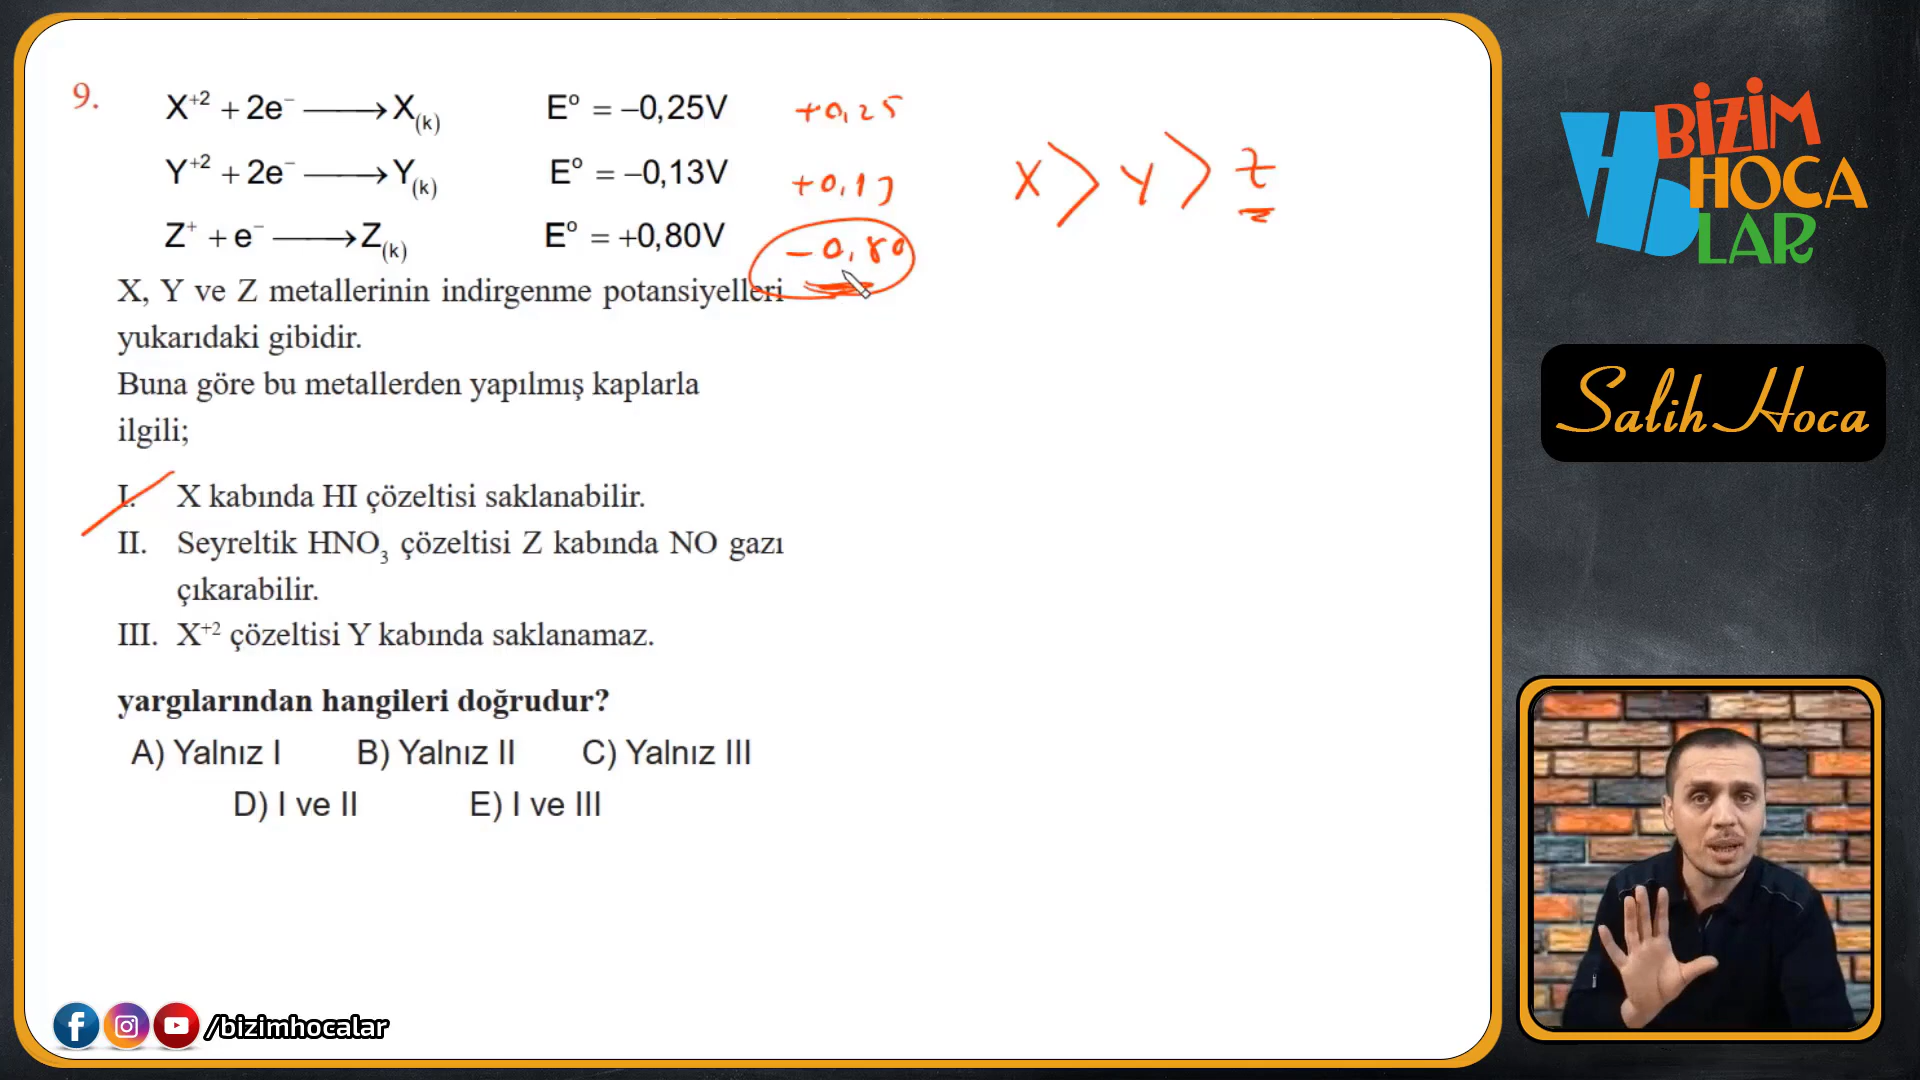 9.
X+2 + 2e– ⟶ X(k) Eº = –0,25V +0,25
Y+2 + 2e– ⟶ Y(k) Eº = –0,13V +0,13
Z+ + e– ⟶ Z(k) Eº = +0,80V –0,80
X > Y > Z
X, Y ve Z metallerinin indirgenme potansiyelleri
yukarıdaki gibidir.
Buna göre bu metallerden yapılmış kaplarla
ilgili;
I. X kabında HI çözeltisi saklanabilir.
II. Seyreltik HNO3 çözeltisi Z kabında NO gazı
çıkarabilir.
III. X+2 çözeltisi Y kabında saklanamaz.
yargılarından hangileri doğrudur?
A) Yalnız I B) Yalnız II C) Yalnız III
D) I ve II E) I ve III
/bizimhocalar
BİZİM
HOCA
LAR
Salih Hoca